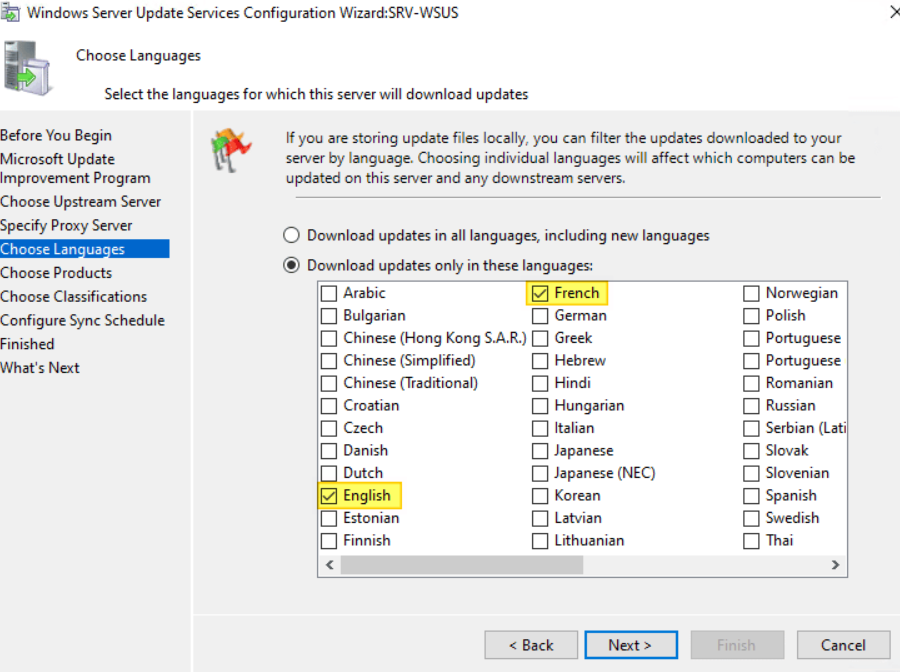 Windows Server Update Services Configuration Wizard:SRV-WSUS
Choose Languages
Select the languages for which this server will download updates
Before You Begin
Microsoft Update
Improvement Program
Choose Upstream Server
Specify Proxy Server
Choose Languages
Choose Products
Choose Classifications
Configure Sync Schedule
Finished
What's Next
If you are storing update files locally, you can filter the updates downloaded to your
server by language. Choosing individual languages will affect which computers can be
updated on this server and any downstream servers.
Download updates in all languages, including new languages
Download updates only in these languages:
Arabic
Bulgarian
Chinese (Hong Kong S.A.R.)
Chinese (Simplified)
Chinese (Traditional)
Croatian
Czech
Danish
Dutch
English
Estonian
Finnish
French
German
Greek
Hebrew
Hindi
Hungarian
Italian
Japanese
Japanese (NEC)
Korean
Latvian
Lithuanian
Norwegian
Polish
Portuguese
Portuguese
Romanian
Russian
Serbian (Lati
Slovak
Slovenian
Spanish
Swedish
Thai
< Back
Next >
Finish
Cancel